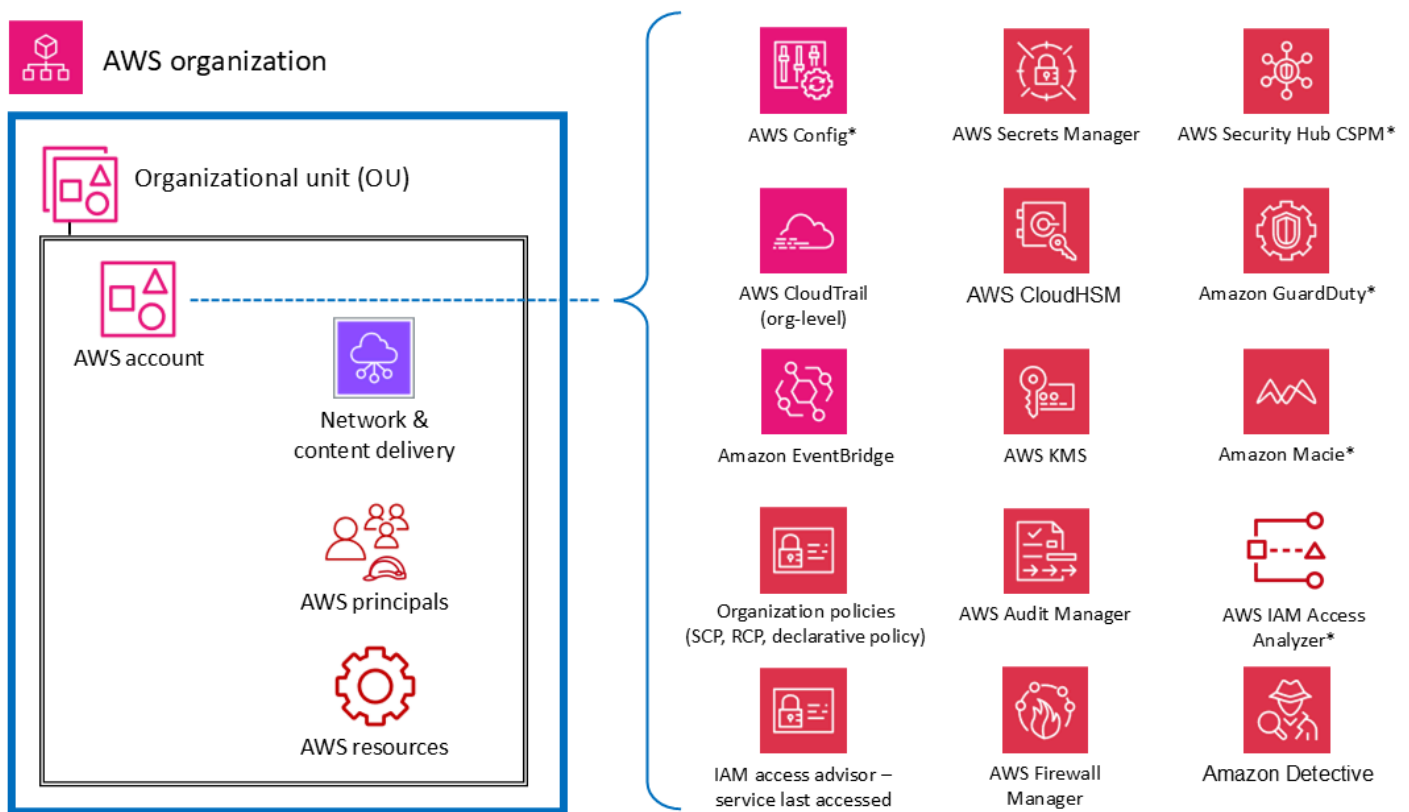 AWS organization
Organizational unit (OU)
AWS account
Network &
content delivery
AWS principals
AWS resources
AWS Config*
AWS Secrets Manager
AWS Security Hub CSPM*
AWS CloudTrail
(org-level)
AWS CloudHSM
Amazon GuardDuty*
Amazon EventBridge
AWS KMS
Amazon Macie*
Organization policies
(SCP, RCP, declarative policy)
AWS Audit Manager
AWS IAM Access
Analyzer*
IAM access advisor –
service last accessed
AWS Firewall
Manager
Amazon Detective